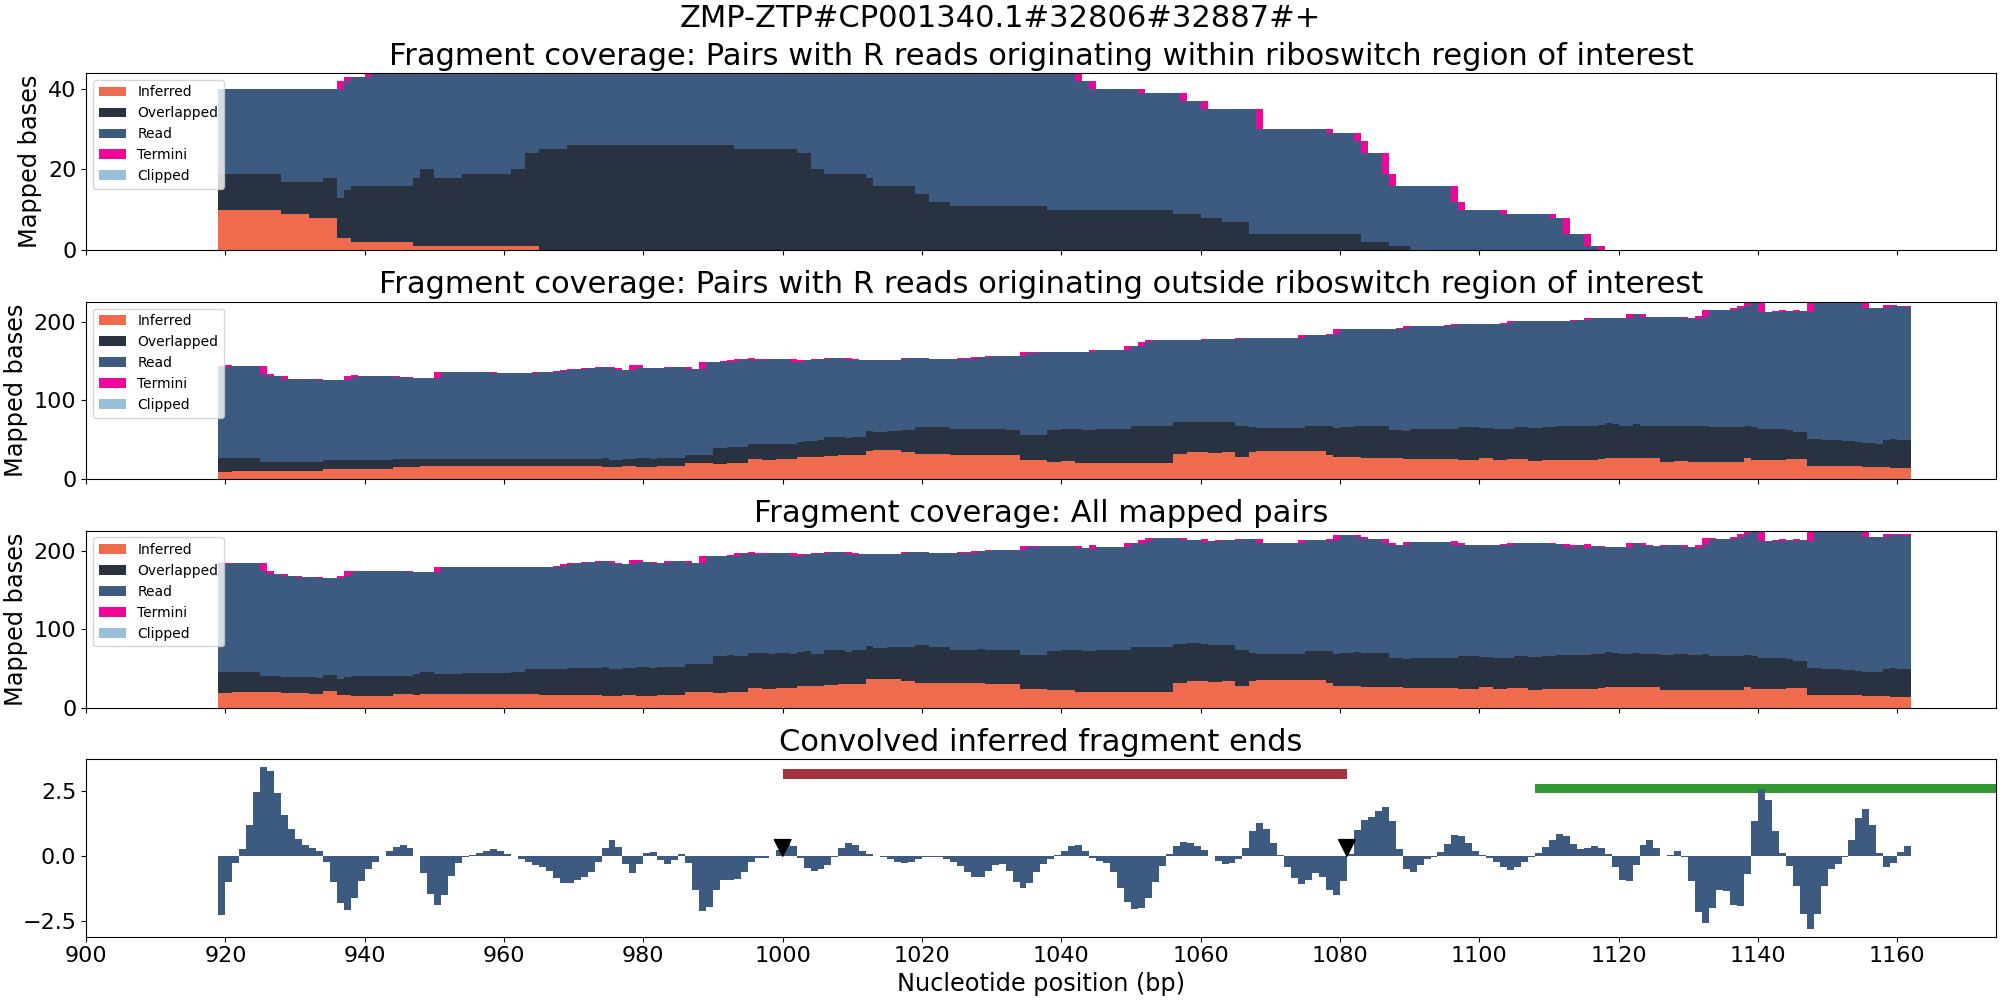 ZMP-ZTP#CP001340.1#32806#32887#+
Fragment coverage: Pairs with R reads originating within riboswitch region of interest
Mapped bases
40
20
0
Inferred
Overlapped
Read
Termini
Clipped
Fragment coverage: Pairs with R reads originating outside riboswitch region of interest
Mapped bases
200
100
0
Inferred
Overlapped
Read
Termini
Clipped
Fragment coverage: All mapped pairs
Mapped bases
200
100
0
Inferred
Overlapped
Read
Termini
Clipped
Convolved inferred fragment ends
2.5
0.0
−2.5
900 920 940 960 980 1000 1020 1040 1060 1080 1100 1120 1140 1160
Nucleotide position (bp)